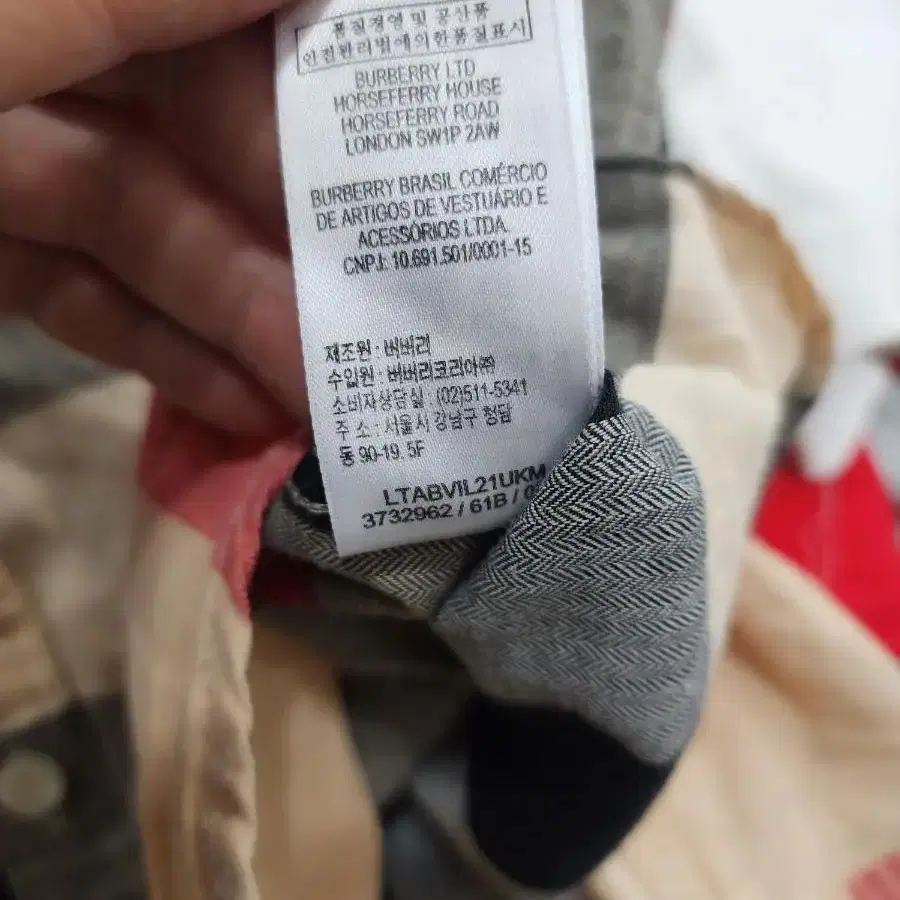 품질경영 및 공산품
안전관리법에의한품질표시
BURBERRY LTD
HORSEFERRY HOUSE
HORSEFERRY ROAD
LONDON SW1P 2AW
BURBERRY BRASIL COMÉRCIO
DE ARTIGOS DE VESTUÁRIO E
ACESSÓRIOS LTDA.
CNPJ: 10.691.501/0001-15
제조원 · 버버리
수입원 · 버버리코리아㈜
소비자상담실 (02)511-5341
주 소 · 서울시 강남구 청담
동 90-19. 5F
LTABVIL21UKM
3732962 / 61B /